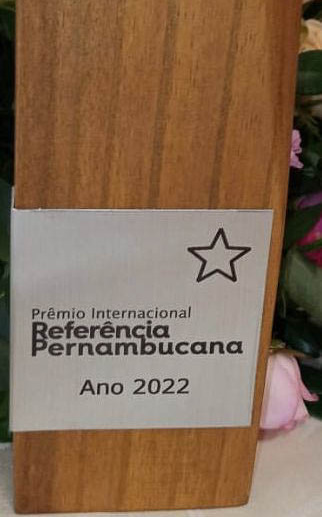 Prêmio Internacional
Referência
Pernambucana
Ano 2022